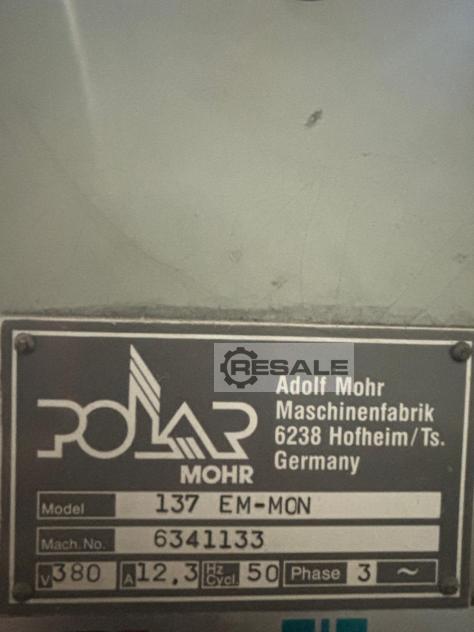 RESALE
POLAR
MOHR
Adolf Mohr
Maschinenfabrik
6238 Hofheim/Ts.
Germany
Model 137 EM-MON
Mach.No. 6341133
V 380 A 12,3 Hz Cycl. 50 Phase 3 ~